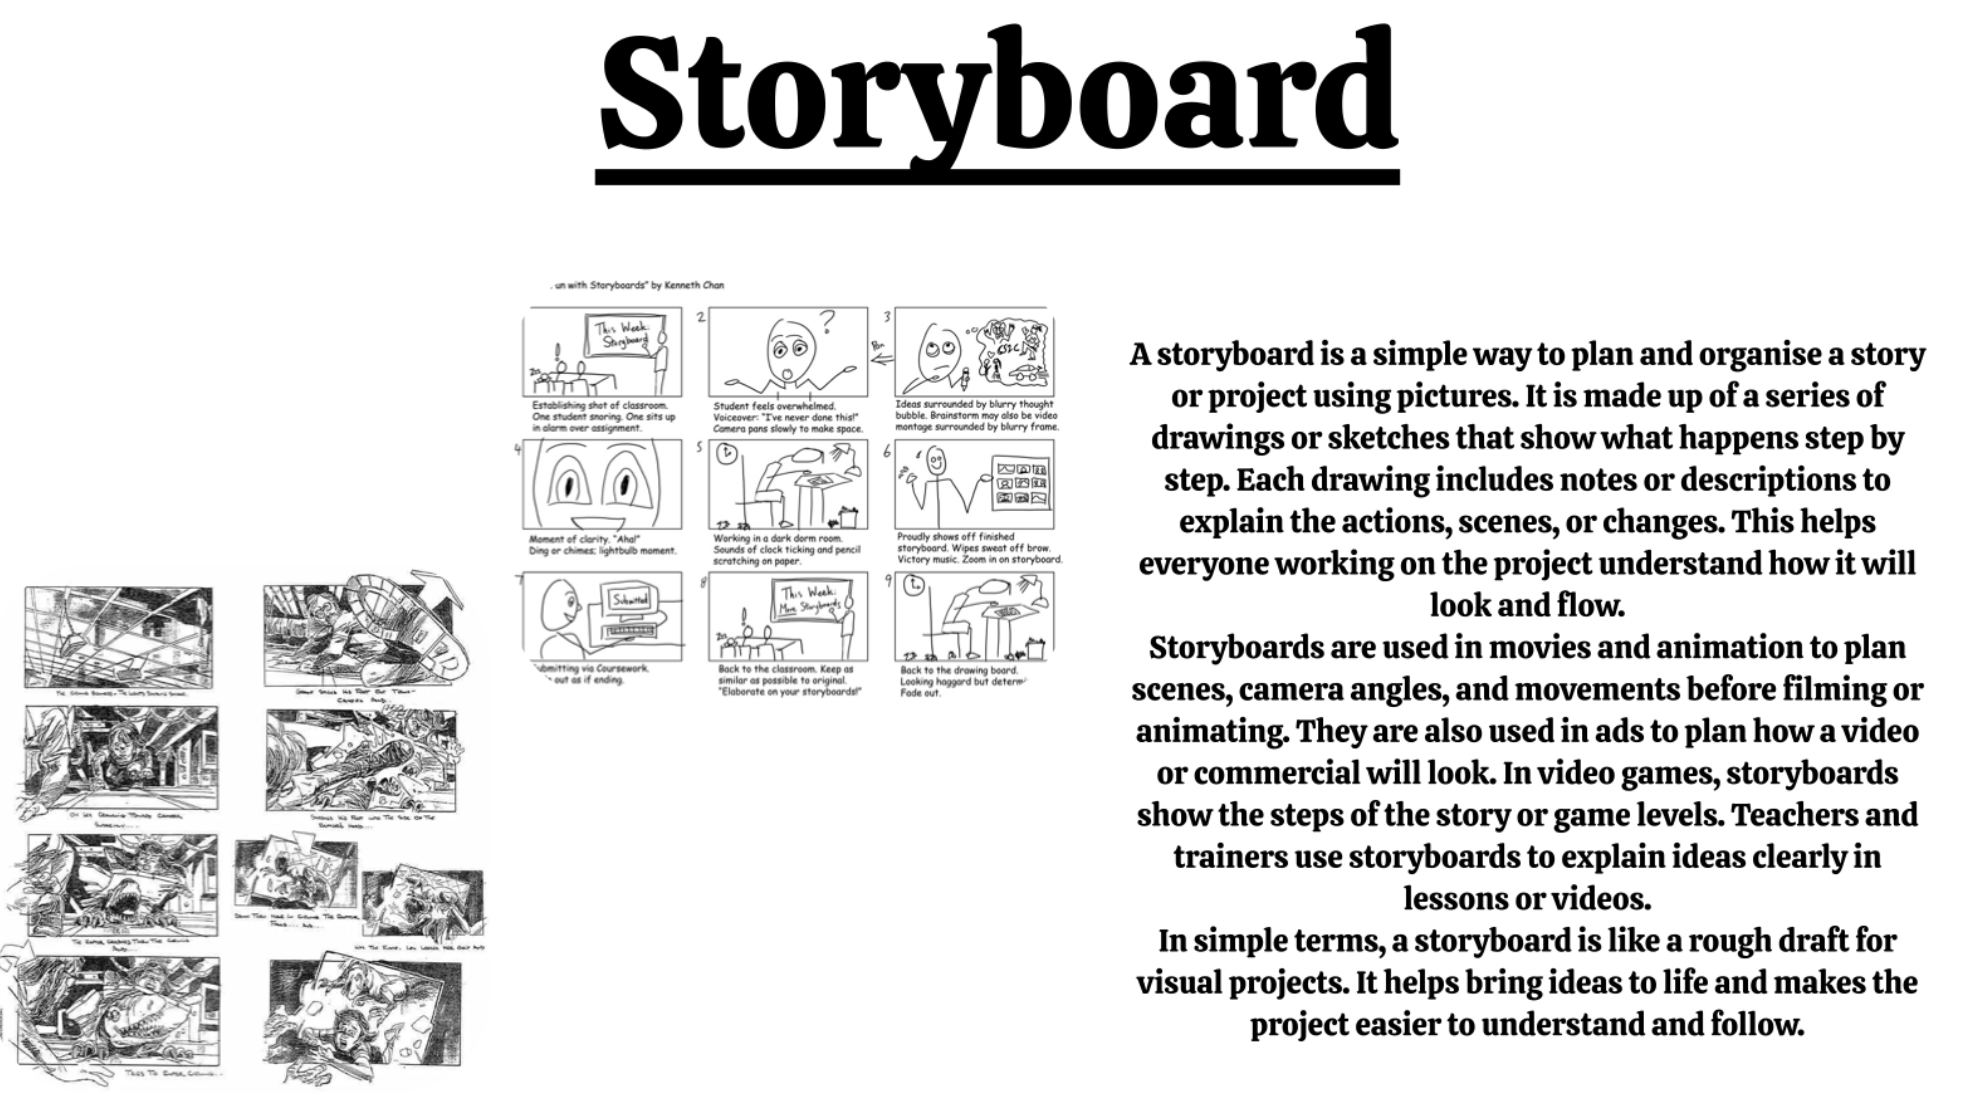 Storyboard
un with Storyboards" by Kenneth Chan
This Week:
Storyboard
Establishing shot of classroom.
One student snoring. One sits up
in alarm over assignment.
2
?
Student feels overwhelmed.
Voiceover: "I've never done this!"
Camera pans slowly to make space.
3
Pan
Ideas surrounded by blurry thought
bubble. Brainstorm may also be video
montage surrounded by blurry frame.
4
Moment of clarity. "Aha!"
Ding or chimes: lightbulb moment.
5
Working in a dark dorm room.
Sounds of clock ticking and pencil
scratching on paper.
6
Proudly shows off finished
storyboard. Wipes sweat off brow.
Victory music. Zoom in on storyboard.
7
Submitted
ubmitting via Coursework.
out as if ending.
8
This Week:
More Storyboards
Back to the classroom. Keep as
similar as possible to original.
"Elaborate on your storyboards!"
9
Back to the drawing board.
Looking haggard but determ
Fade out.
A storyboard is a simple way to plan and organise a story
or project using pictures. It is made up of a series of
drawings or sketches that show what happens step by
step. Each drawing includes notes or descriptions to
explain the actions, scenes, or changes. This helps
everyone working on the project understand how it will
look and flow.
Storyboards are used in movies and animation to plan
scenes, camera angles, and movements before filming or
animating. They are also used in ads to plan how a video
or commercial will look. In video games, storyboards
show the steps of the story or game levels. Teachers and
trainers use storyboards to explain ideas clearly in
lessons or videos.
In simple terms, a storyboard is like a rough draft for
visual projects. It helps bring ideas to life and makes the
project easier to understand and follow.